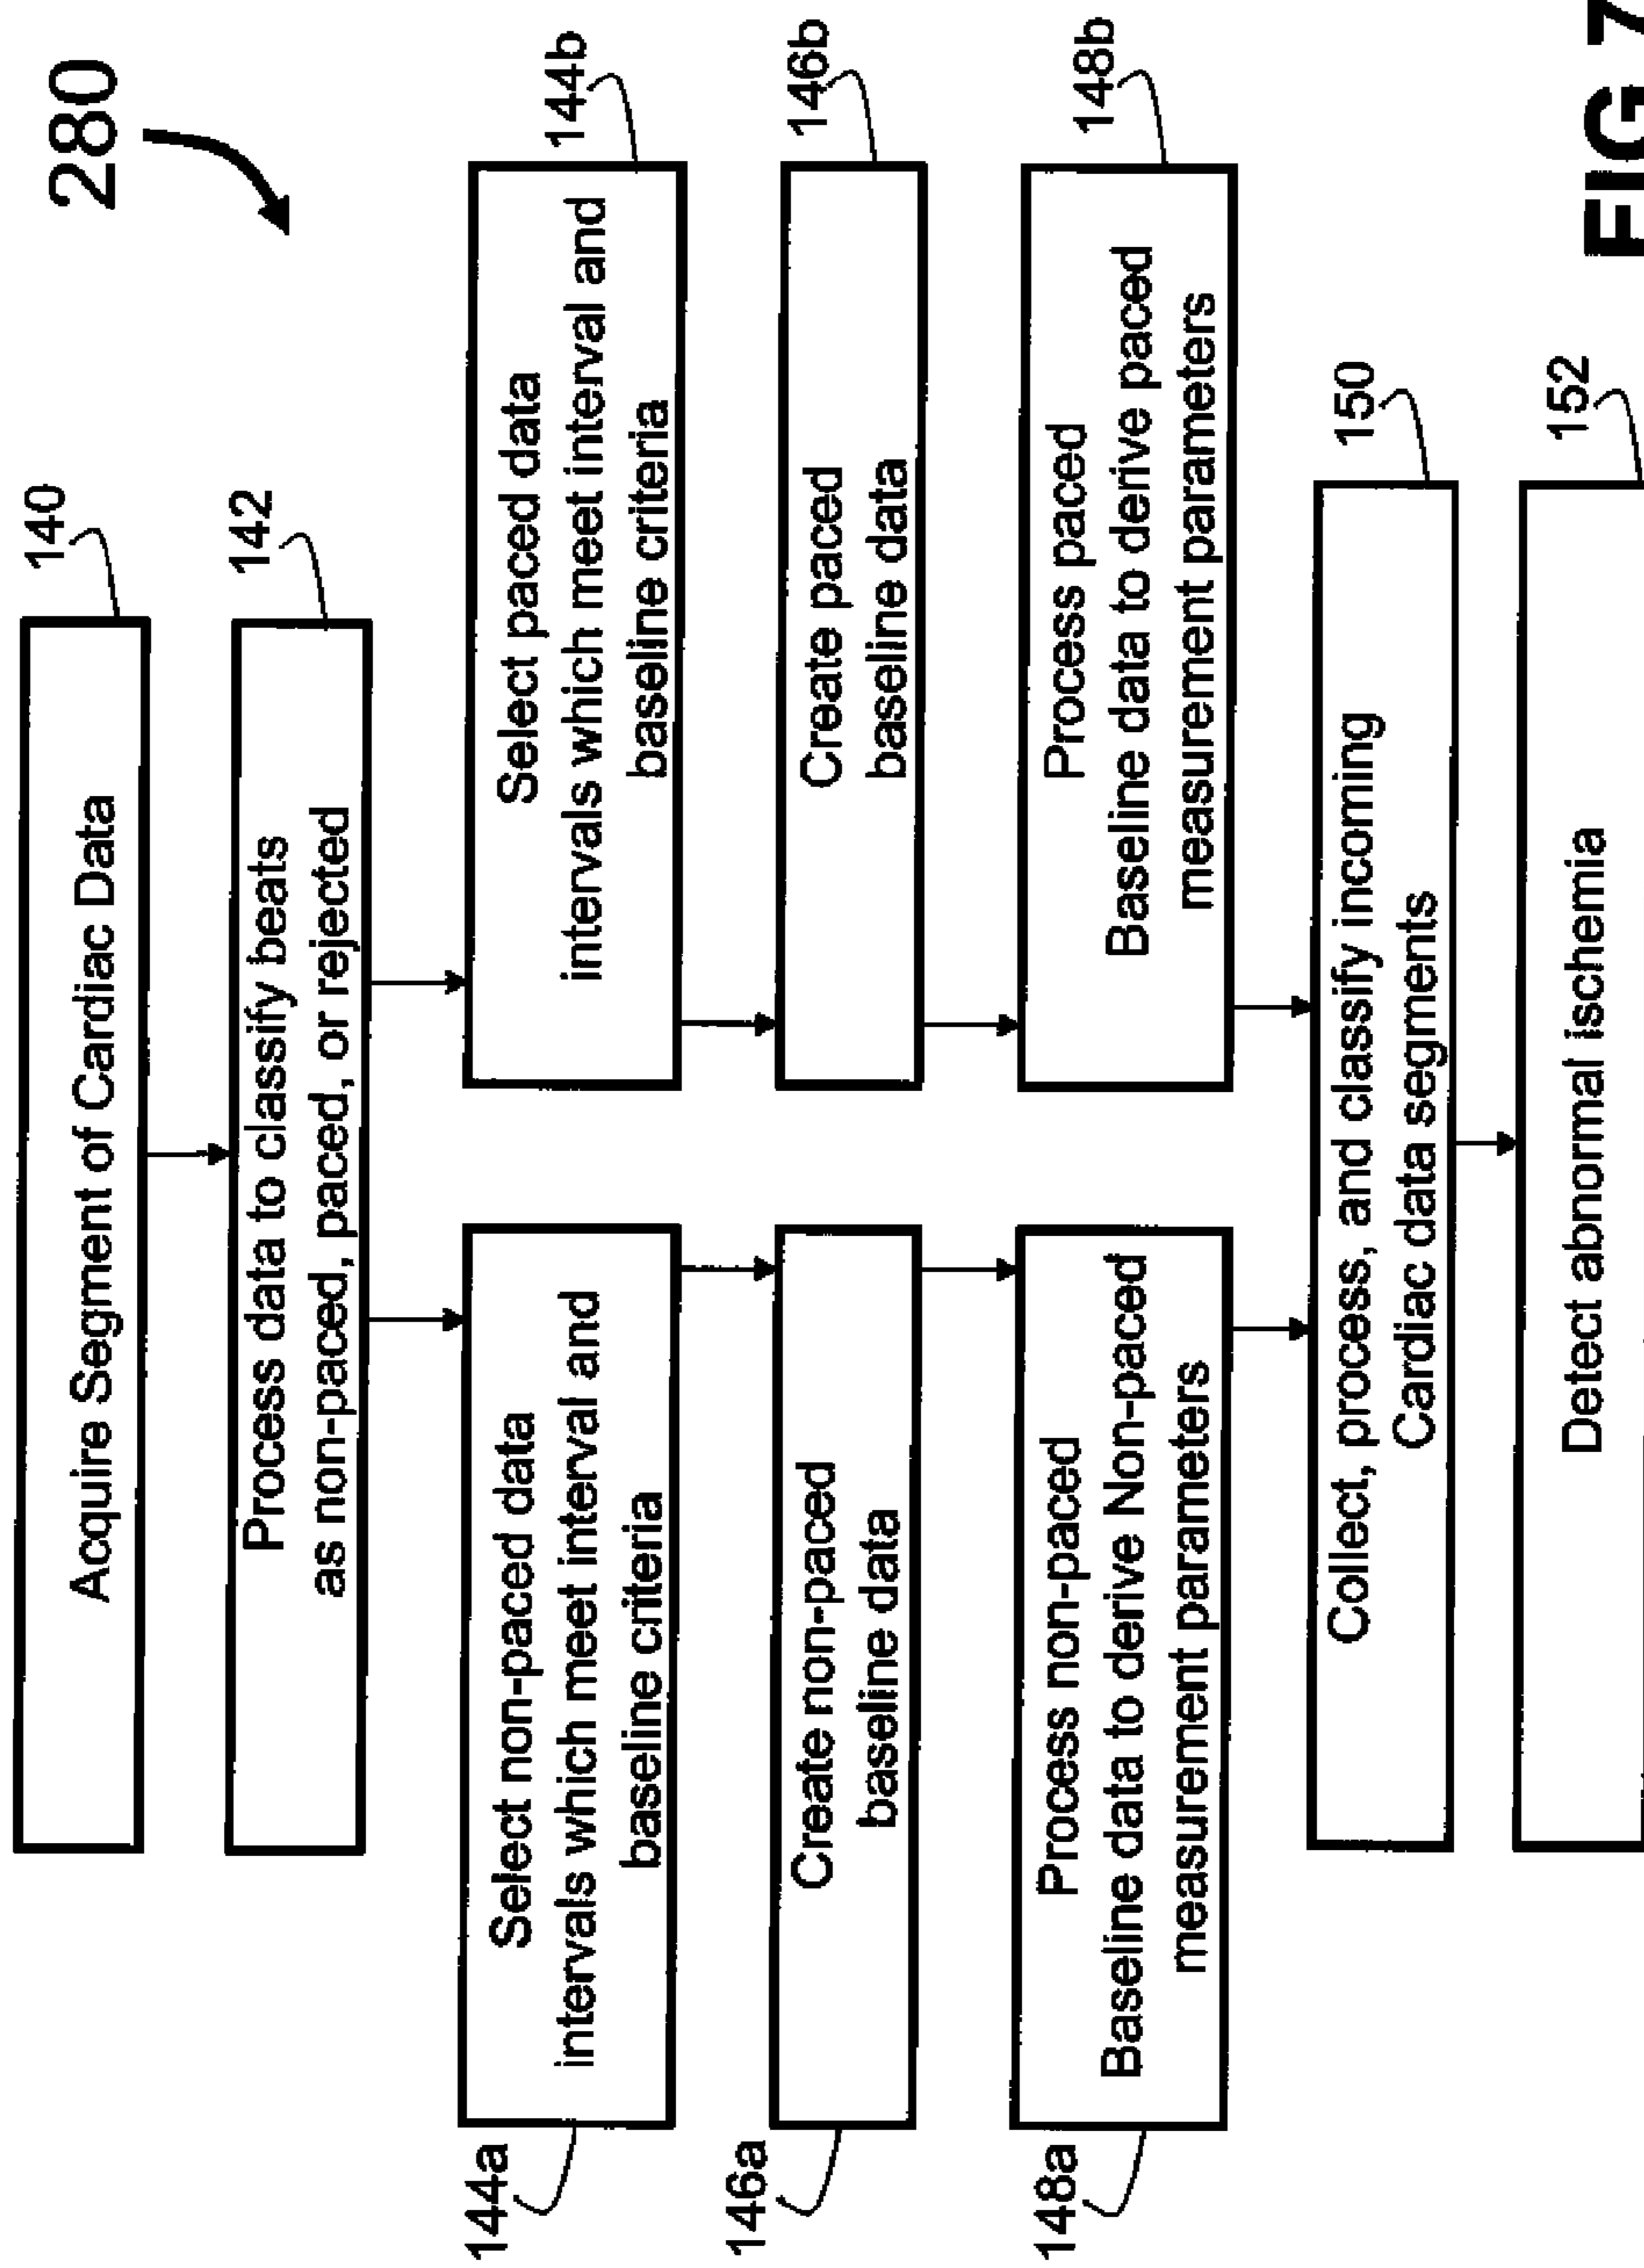 280
140
Acquire Segment of Cardiac Data
142
Process data to classify beats
as non-paced, paced, or rejected
144a
Select non-paced data
intervals which meet interval and
baseline criteria
144b
Select paced data
intervals which meet interval and
baseline criteria
146a
Create non-paced
baseline data
146b
Create paced
baseline data
148a
Process non-paced
Baseline data to derive Non-paced
measurement parameters
148b
Process paced
Baseline data to derive paced
measurement parameters
150
Collect, process, and classify incoming
Cardiac data segments
152
Detect abnormal ischemia
FIG 7